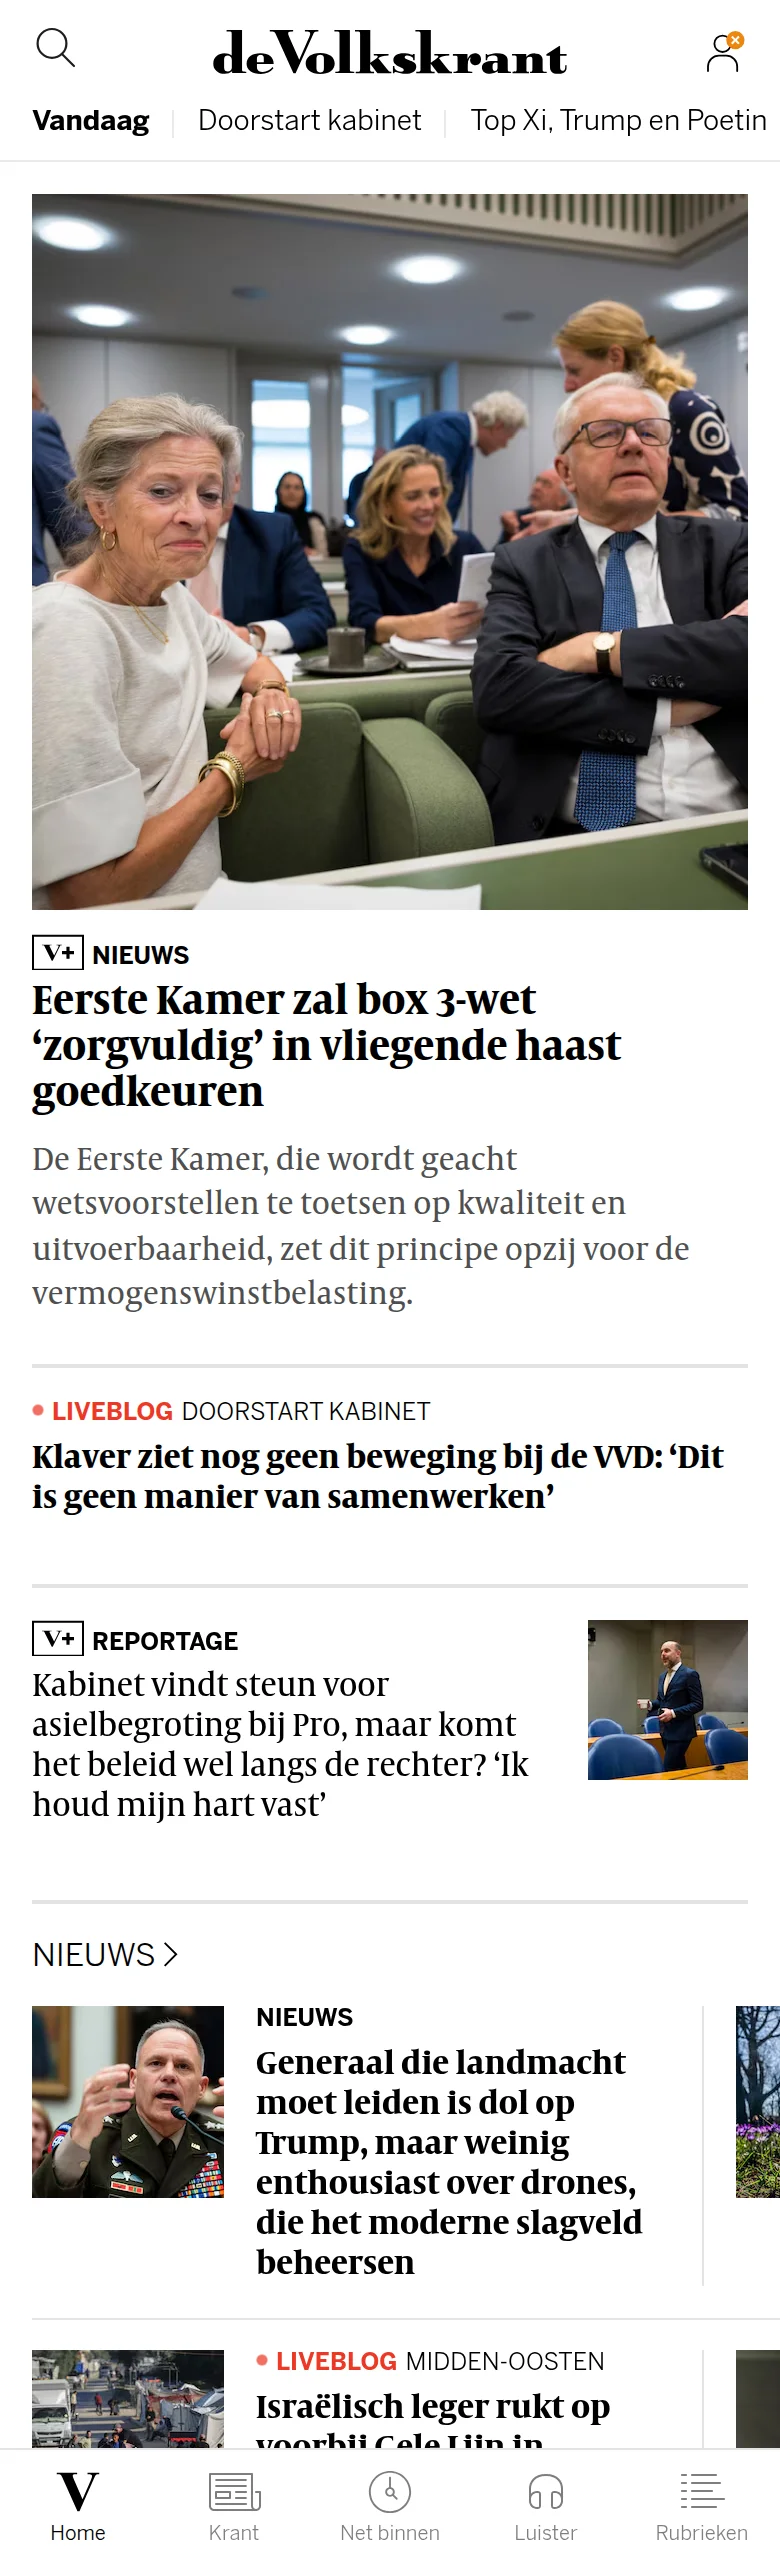 deVolkskrant
Vandaag
Doorstart kabinet
Top Xi, Trump en Poetin
V+ NIEUWS
Eerste Kamer zal box 3-wet
‘zorgvuldig’ in vliegende haast
goedkeuren
De Eerste Kamer, die wordt geacht
wetsvoorstellen te toetsen op kwaliteit en
uitvoerbaarheid, zet dit principe opzij voor de
vermogenswinstbelasting.
LIVEBLOG DOORSTART KABINET
Klaver ziet nog geen beweging bij de VVD: ‘Dit
is geen manier van samenwerken’
V+ REPORTAGE
Kabinet vindt steun voor
asielbegroting bij Pro, maar komt
het beleid wel langs de rechter? ‘Ik
houd mijn hart vast’
NIEUWS
NIEUWS
Generaal die landmacht
moet leiden is dol op
Trump, maar weinig
enthousiast over drones,
die het moderne slagveld
beheersen
LIVEBLOG MIDDEN-OOSTEN
Israëlisch leger rukt op
voorbij Gele Lijn in
V
Home
Krant
Net binnen
Luister
Rubrieken